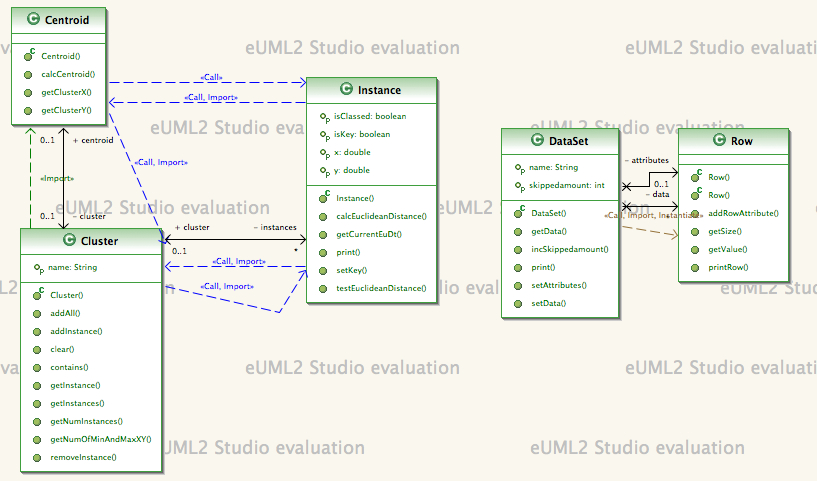 Centroid
Centroid()
calcCentroid()
getClusterX()
getClusterY()
«Call»
«Call, Import»
Instance
isClassed: boolean
isKey: boolean
x: double
y: double
Instance()
calcEuclideanDistance()
getCurrentEuDt()
print()
setKey()
testEuclideanDistance()
0..1
+ centroid
«Import»
«Call, Import»
0..1
− cluster
Cluster
name: String
Cluster()
addAll()
addInstance()
clear()
contains()
getInstance()
getInstances()
getNumInstances()
getNumOfMinAndMaxXY()
removeInstance()
+ cluster
− instances
0..1
*
«Call, Import»
«Call, Import»
DataSet
name: String
skippedamount: int
DataSet()
getData()
incSkippedamount()
print()
setAttributes()
setData()
− attributes
0..1
− data
«Call, Import, Instantiate»
Row
Row()
Row()
addRowAttribute()
getSize()
getValue()
printRow()
eUML2 Studio evaluation
eUML2 Studio evaluation
eUML2 Studio evaluation
eUML2 Studio evaluation
eUML2 Studio evaluation
eUML2 Studio evaluation
eUML2 Studio evaluation
eUML2 Studio evaluation